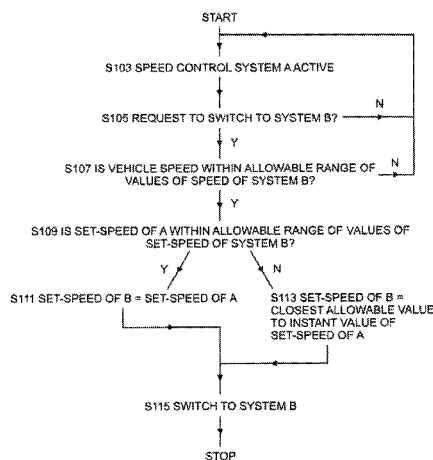 START
S103 SPEED CONTROL SYSTEM A ACTIVE
S105 REQUEST TO SWITCH TO SYSTEM B?
N
Y
S107 IS VEHICLE SPEED WITHIN ALLOWABLE RANGE OF
VALUES OF SPEED OF SYSTEM B?
N
Y
S109 IS SET-SPEED OF A WITHIN ALLOWABLE RANGE OF VALUES OF
SET-SPEED OF SYSTEM B?
Y
N
S111 SET-SPEED OF B = SET-SPEED OF A
S113 SET-SPEED OF B =
CLOSEST ALLOWABLE VALUE
TO INSTANT VALUE OF
SET-SPEED OF A
S115 SWITCH TO SYSTEM B
STOP